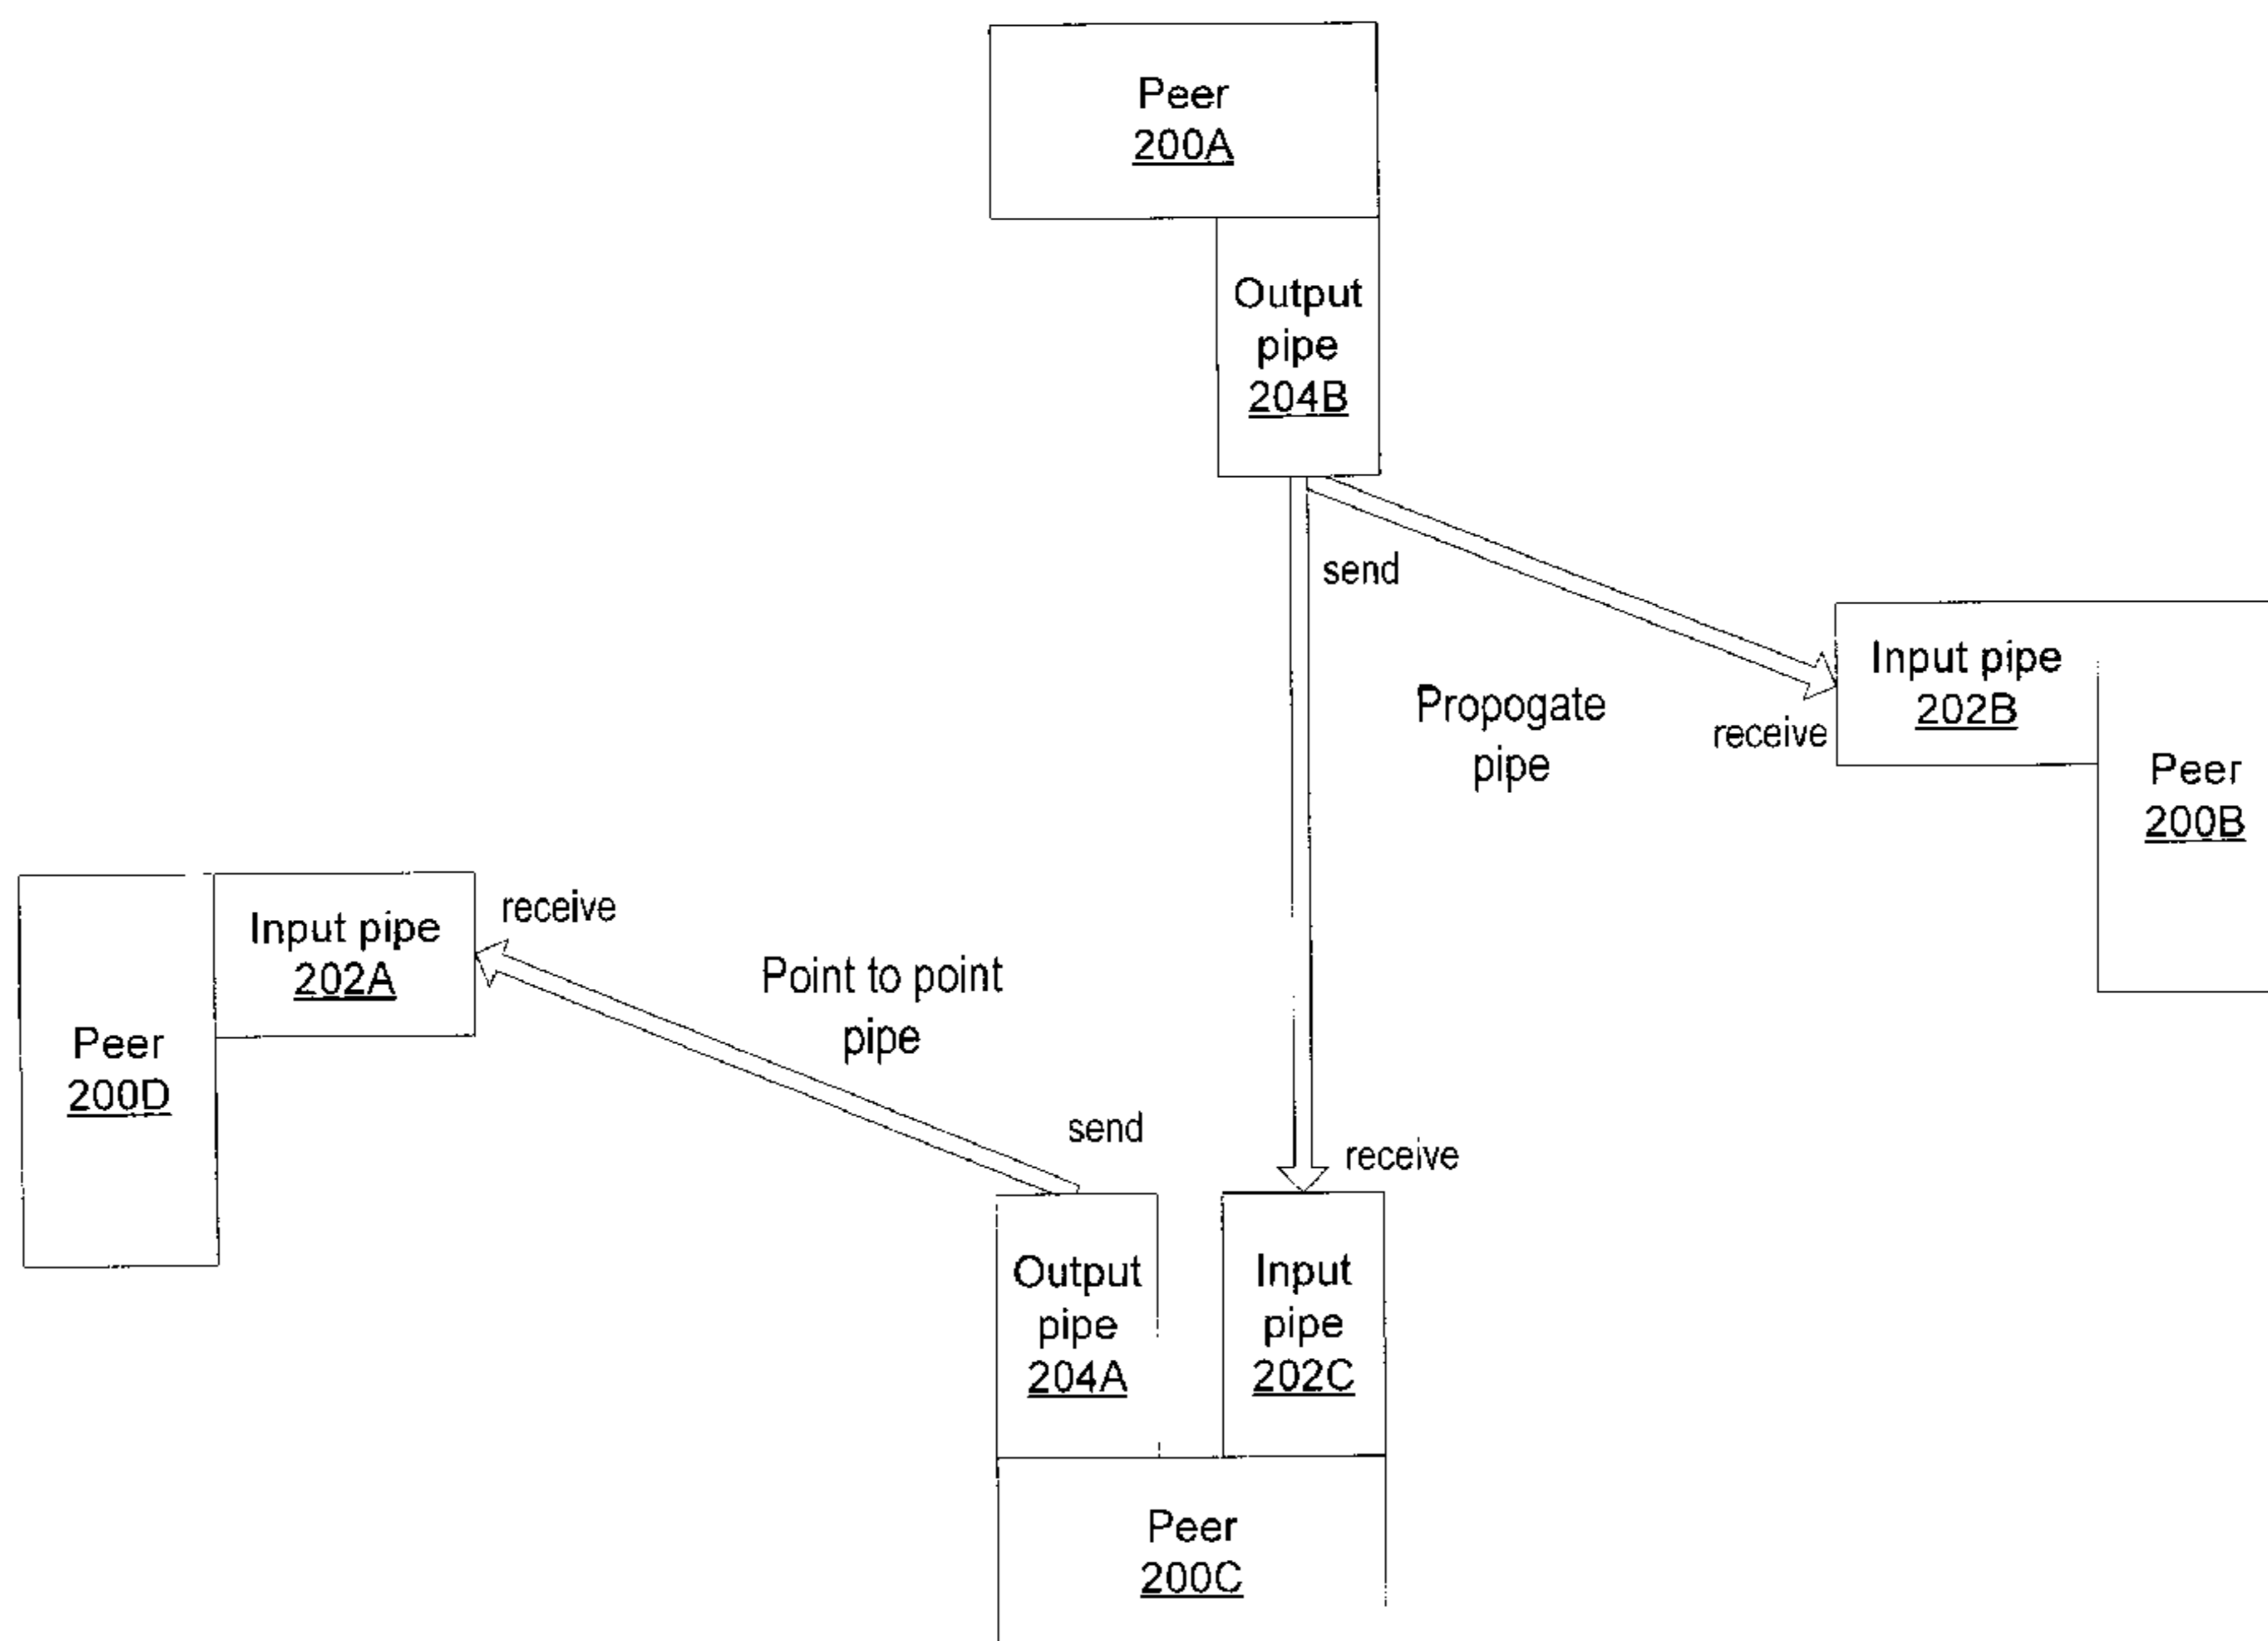 Peer
200A
Output
pipe
204B
send
Input pipe
202B
Propogate
pipe
receive
Peer
200B
receive
Input pipe
202A
Point to point
pipe
Peer
200D
send
receive
Output
pipe
204A
Input
pipe
202C
Peer
200C